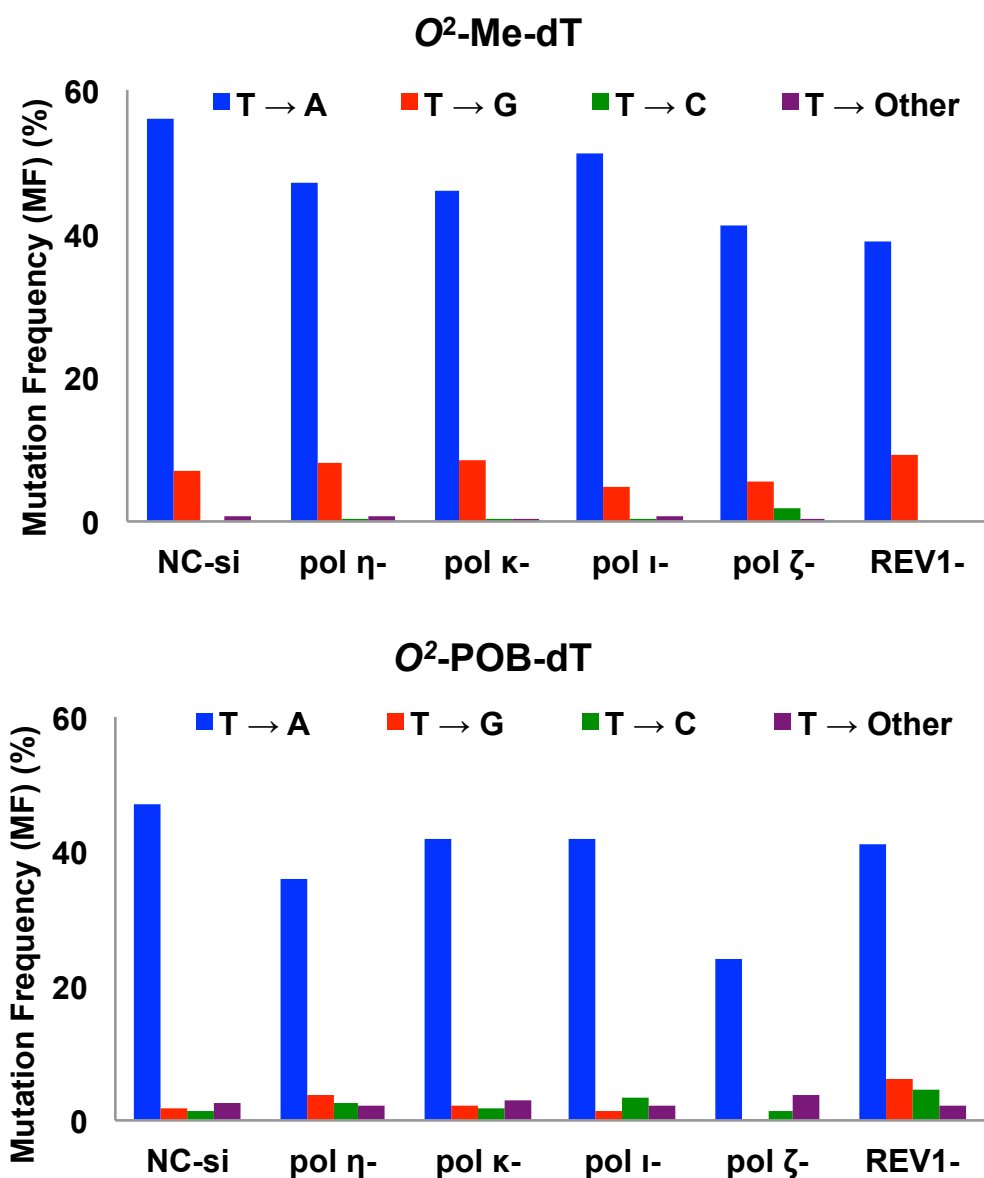 O²-Me-dT
60
T → A T → G T → C T → Other
40
20
0
Mutation Frequency (MF) (%)
NC-si pol η- pol κ- pol ι- pol ζ- REV1-
O²-POB-dT
60
T → A T → G T → C T → Other
40
20
0
Mutation Frequency (MF) (%)
NC-si pol η- pol κ- pol ι- pol ζ- REV1-